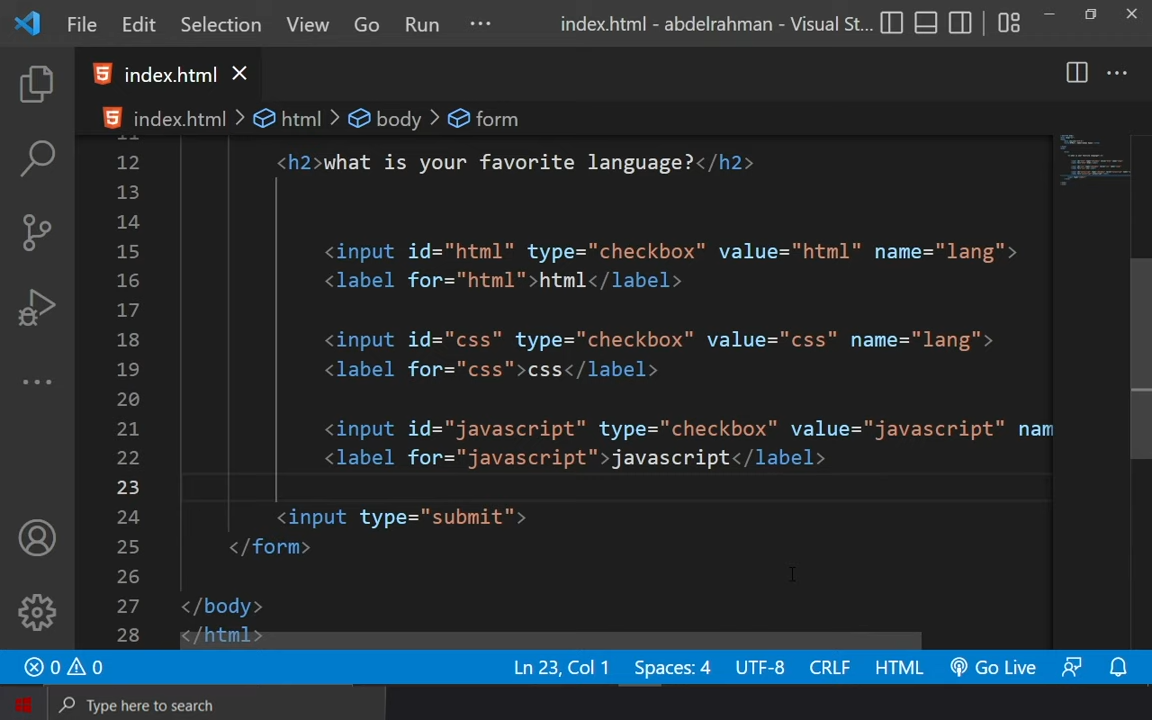 File Edit Selection View Go Run ··· index.html - abdelrahman - Visual St...
index.html
index.html > html > body > form
11
12 <h2>what is your favorite language?</h2>
13
14
15 <input id="html" type="checkbox" value="html" name="lang">
16 <label for="html">html</label>
17
18 <input id="css" type="checkbox" value="css" name="lang">
19 <label for="css">css</label>
20
21 <input id="javascript" type="checkbox" value="javascript" nam
22 <label for="javascript">javascript</label>
23
24 <input type="submit">
25 </form>
26
27 </body>
28 </html>
0 0 Ln 23, Col 1 Spaces: 4 UTF-8 CRLF HTML Go Live
Type here to search